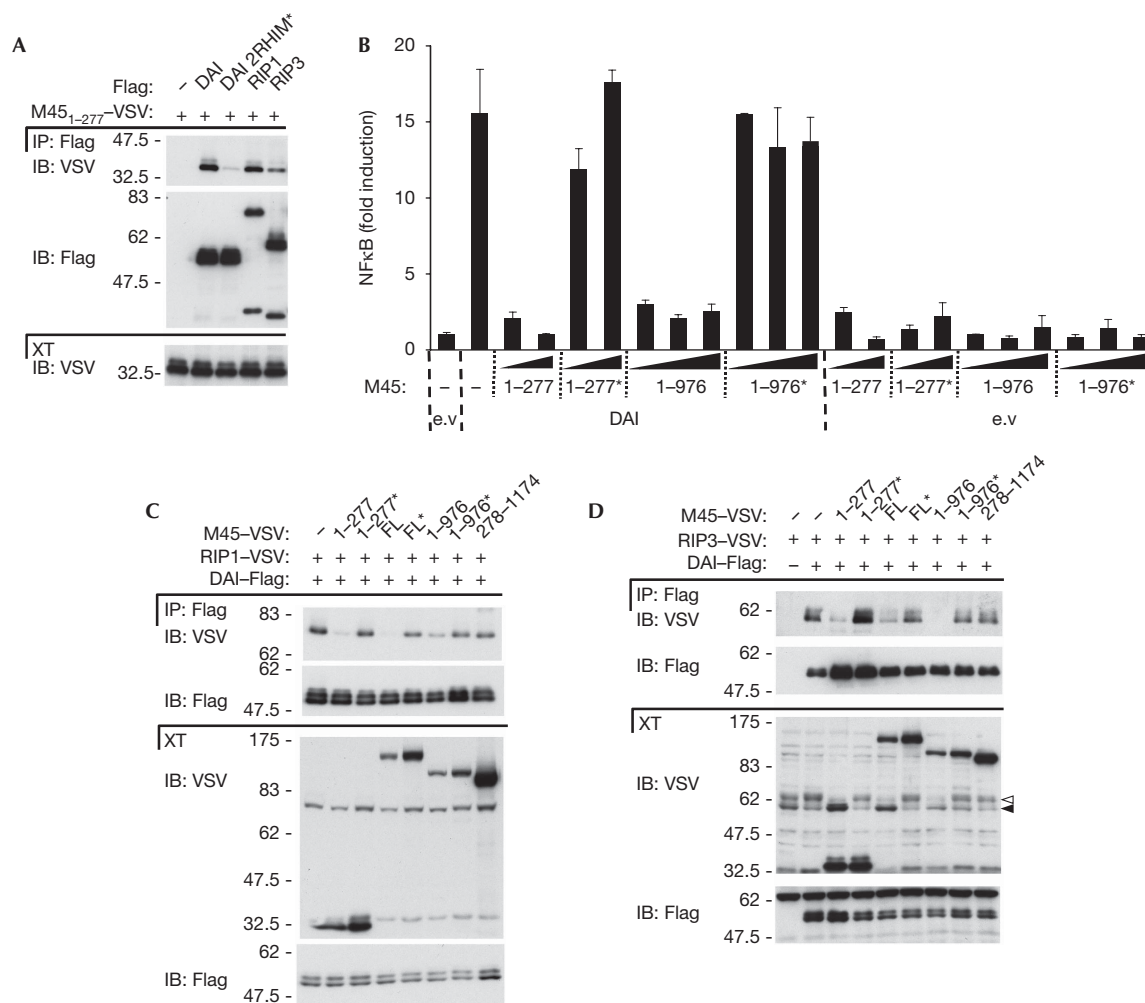 A
Flag: – DAI DAI 2RHIM* RIP1 RIP3
M45₁–₂₇₇–VSV: + + + + +
IP: Flag
IB: VSV
47.5 -
32.5-
IB: Flag
83 -
62 -
47.5 -
XT
IB: VSV
32.5-
B
NFκB (fold induction)
20
15
10
5
0
M45: – – 1–277 1–277* 1–976 1–976* 1–277 1–277* 1–976 1–976*
e.v DAI e.v
C
M45–VSV: – 1–277 1–277* FL FL* 1–976 1–976* 278–1174
RIP1–VSV: + + + + + + + +
DAI–Flag: + + + + + + + +
IP: Flag
IB: VSV
83 -
62 -
IB: Flag
62 -
47.5 -
XT
IB: VSV
175 -
83 -
62 -
47.5 -
32.5 -
IB: Flag
62 -
47.5 -
D
M45–VSV: – – 1–277 1–277* FL FL* 1–976 1–976* 278–1174
RIP3–VSV: + + + + + + + + +
DAI–Flag: – + + + + + + + +
IP: Flag
IB: VSV
62 -
IB: Flag
62 -
47.5 -
XT
IB: VSV
175 -
83 -
62 -
47.5 -
32.5 -
IB: Flag
62 -
47.5 -